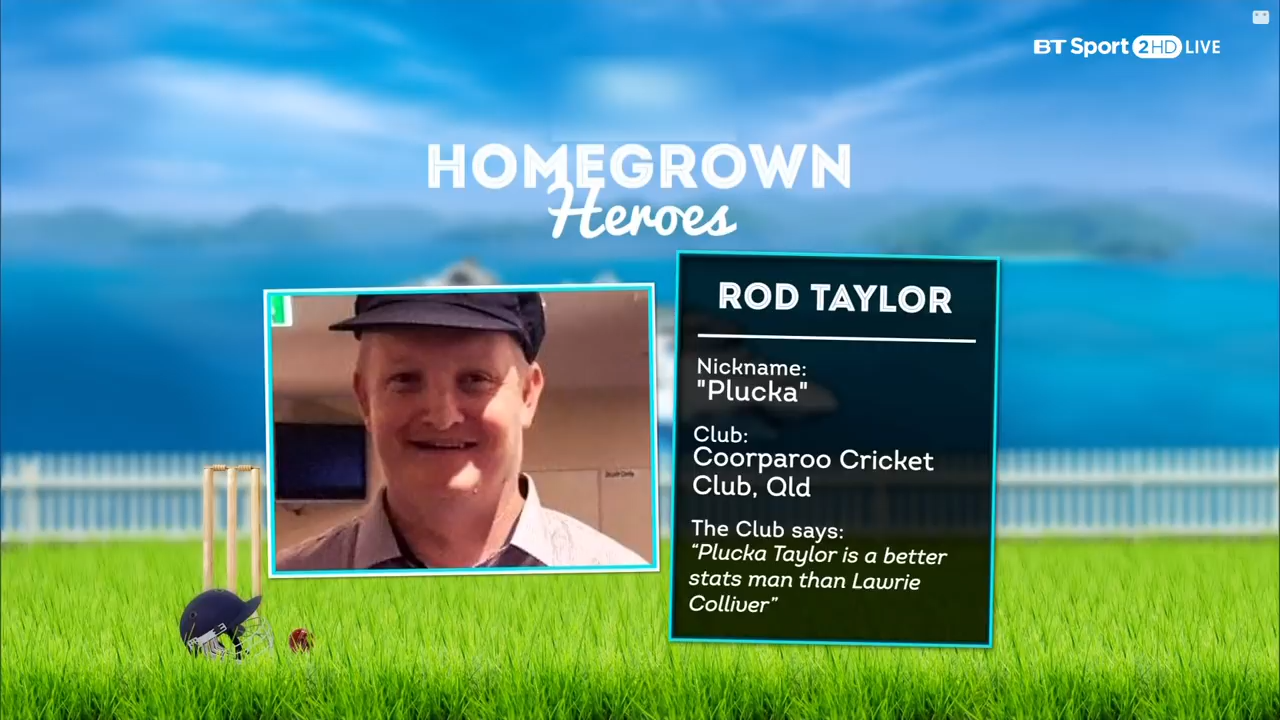 BT Sport 2HD LIVE
HOMEGROWN
Heroes
ROD TAYLOR
Nickname:
"Plucka"
Club:
Coorparoo Cricket
Club, Qld
The Club says:
“Plucka Taylor is a better
stats man than Lawrie
Colliver”